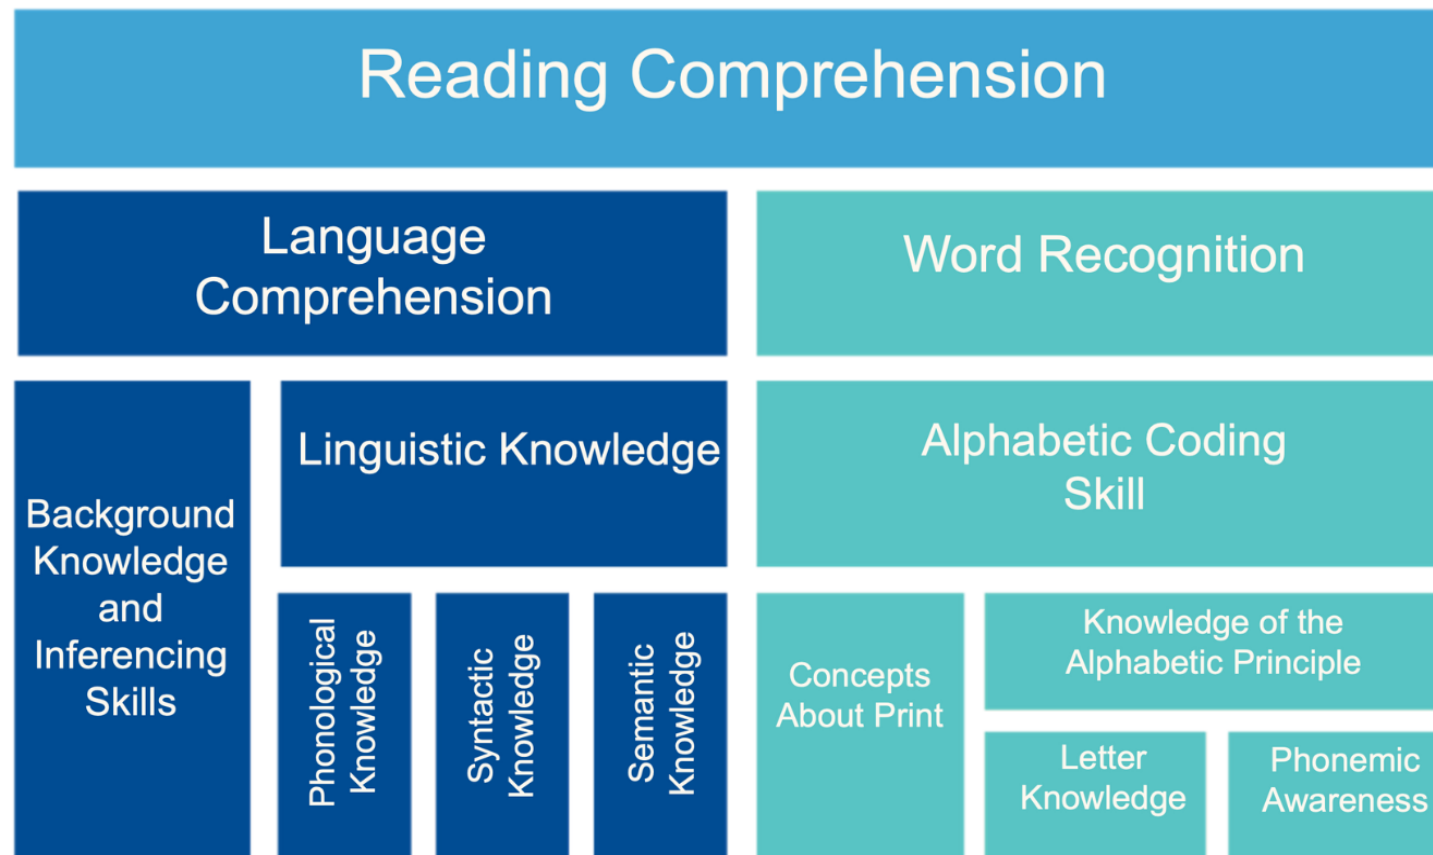 Reading Comprehension
Language
Comprehension
Word Recognition
Background
Knowledge
and
Inferencing
Skills
Linguistic Knowledge
Alphabetic Coding
Skill
Phonological
Knowledge
Syntactic
Knowledge
Semantic
Knowledge
Concepts
About Print
Knowledge of the
Alphabetic Principle
Letter
Knowledge
Phonemic
Awareness